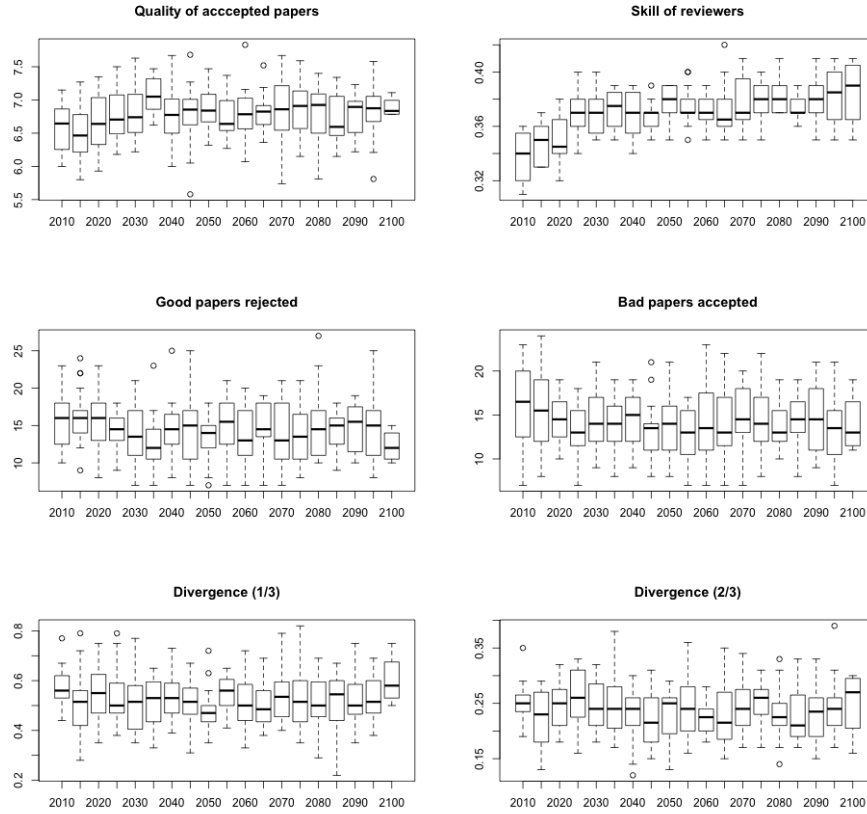 Quality of acccepted papers
5.5 6.0 6.5 7.0 7.5
2010 2020 2030 2040 2050 2060 2070 2080 2090 2100
Skill of reviewers
0.32 0.36 0.40
2010 2020 2030 2040 2050 2060 2070 2080 2090 2100
Good papers rejected
10 15 20 25
2010 2020 2030 2040 2050 2060 2070 2080 2090 2100
Bad papers accepted
10 15 20
2010 2020 2030 2040 2050 2060 2070 2080 2090 2100
Divergence (1/3)
0.2 0.4 0.6 0.8
2010 2020 2030 2040 2050 2060 2070 2080 2090 2100
Divergence (2/3)
0.15 0.25 0.35
2010 2020 2030 2040 2050 2060 2070 2080 2090 2100